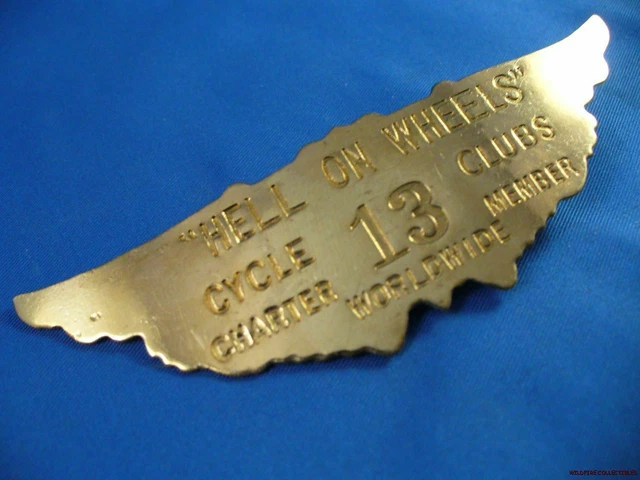 "HELL ON WHEELS"
CYCLE 13 CLUBS
CHARTER WORLDWIDE MEMBER